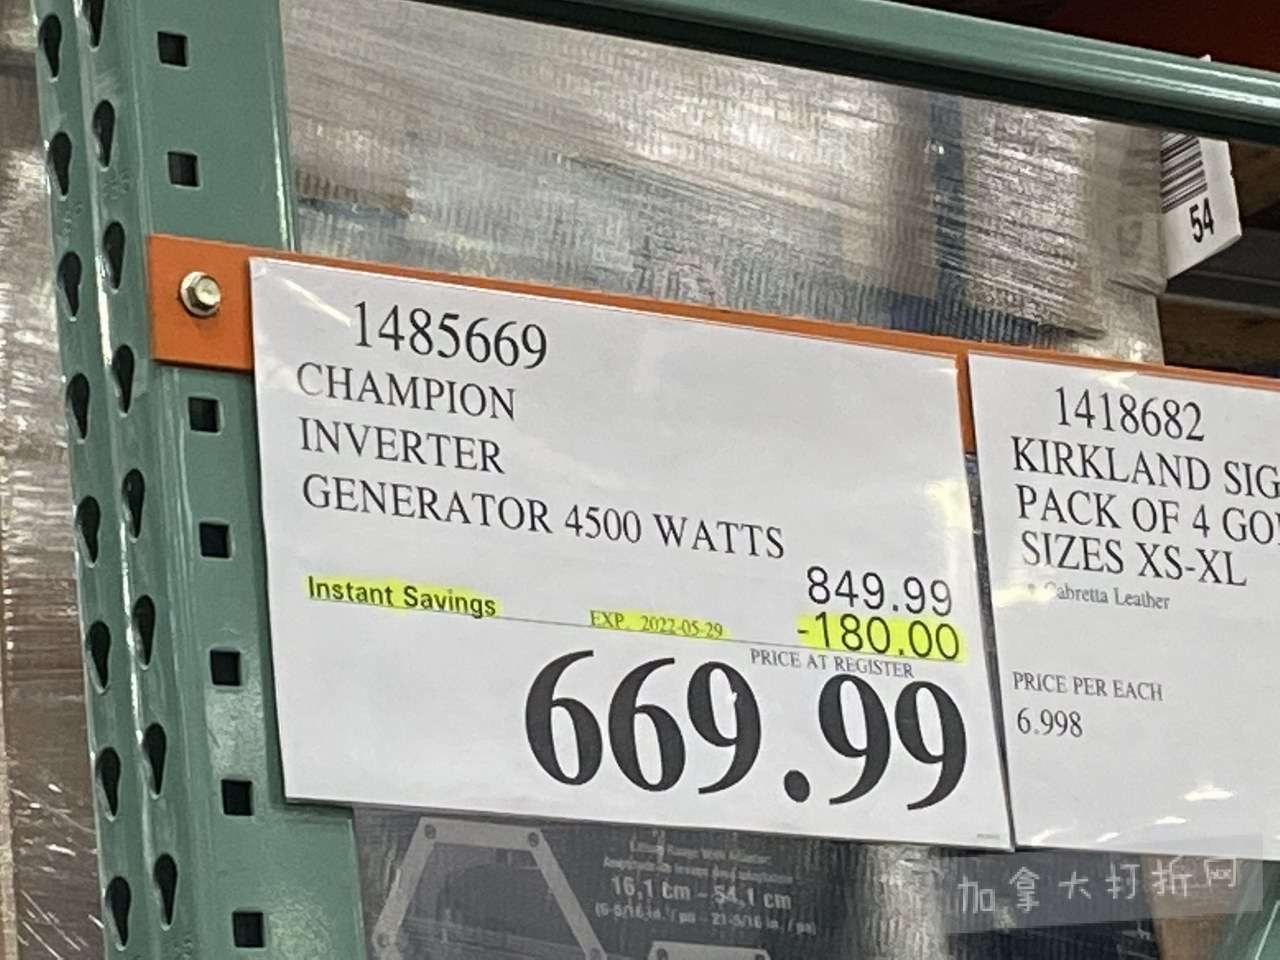 54
1485669
CHAMPION
INVERTER
GENERATOR 4500 WATTS
849.99
Instant Savings EXP. 2022-05-29 -180.00
PRICE AT REGISTER
669.99
1418682
KIRKLAND SIG
PACK OF 4 GO
SIZES XS-XL
Cabretta Leather
PRICE PER EACH
6.998
16,1 cm – 54,1 cm
加拿大打折网